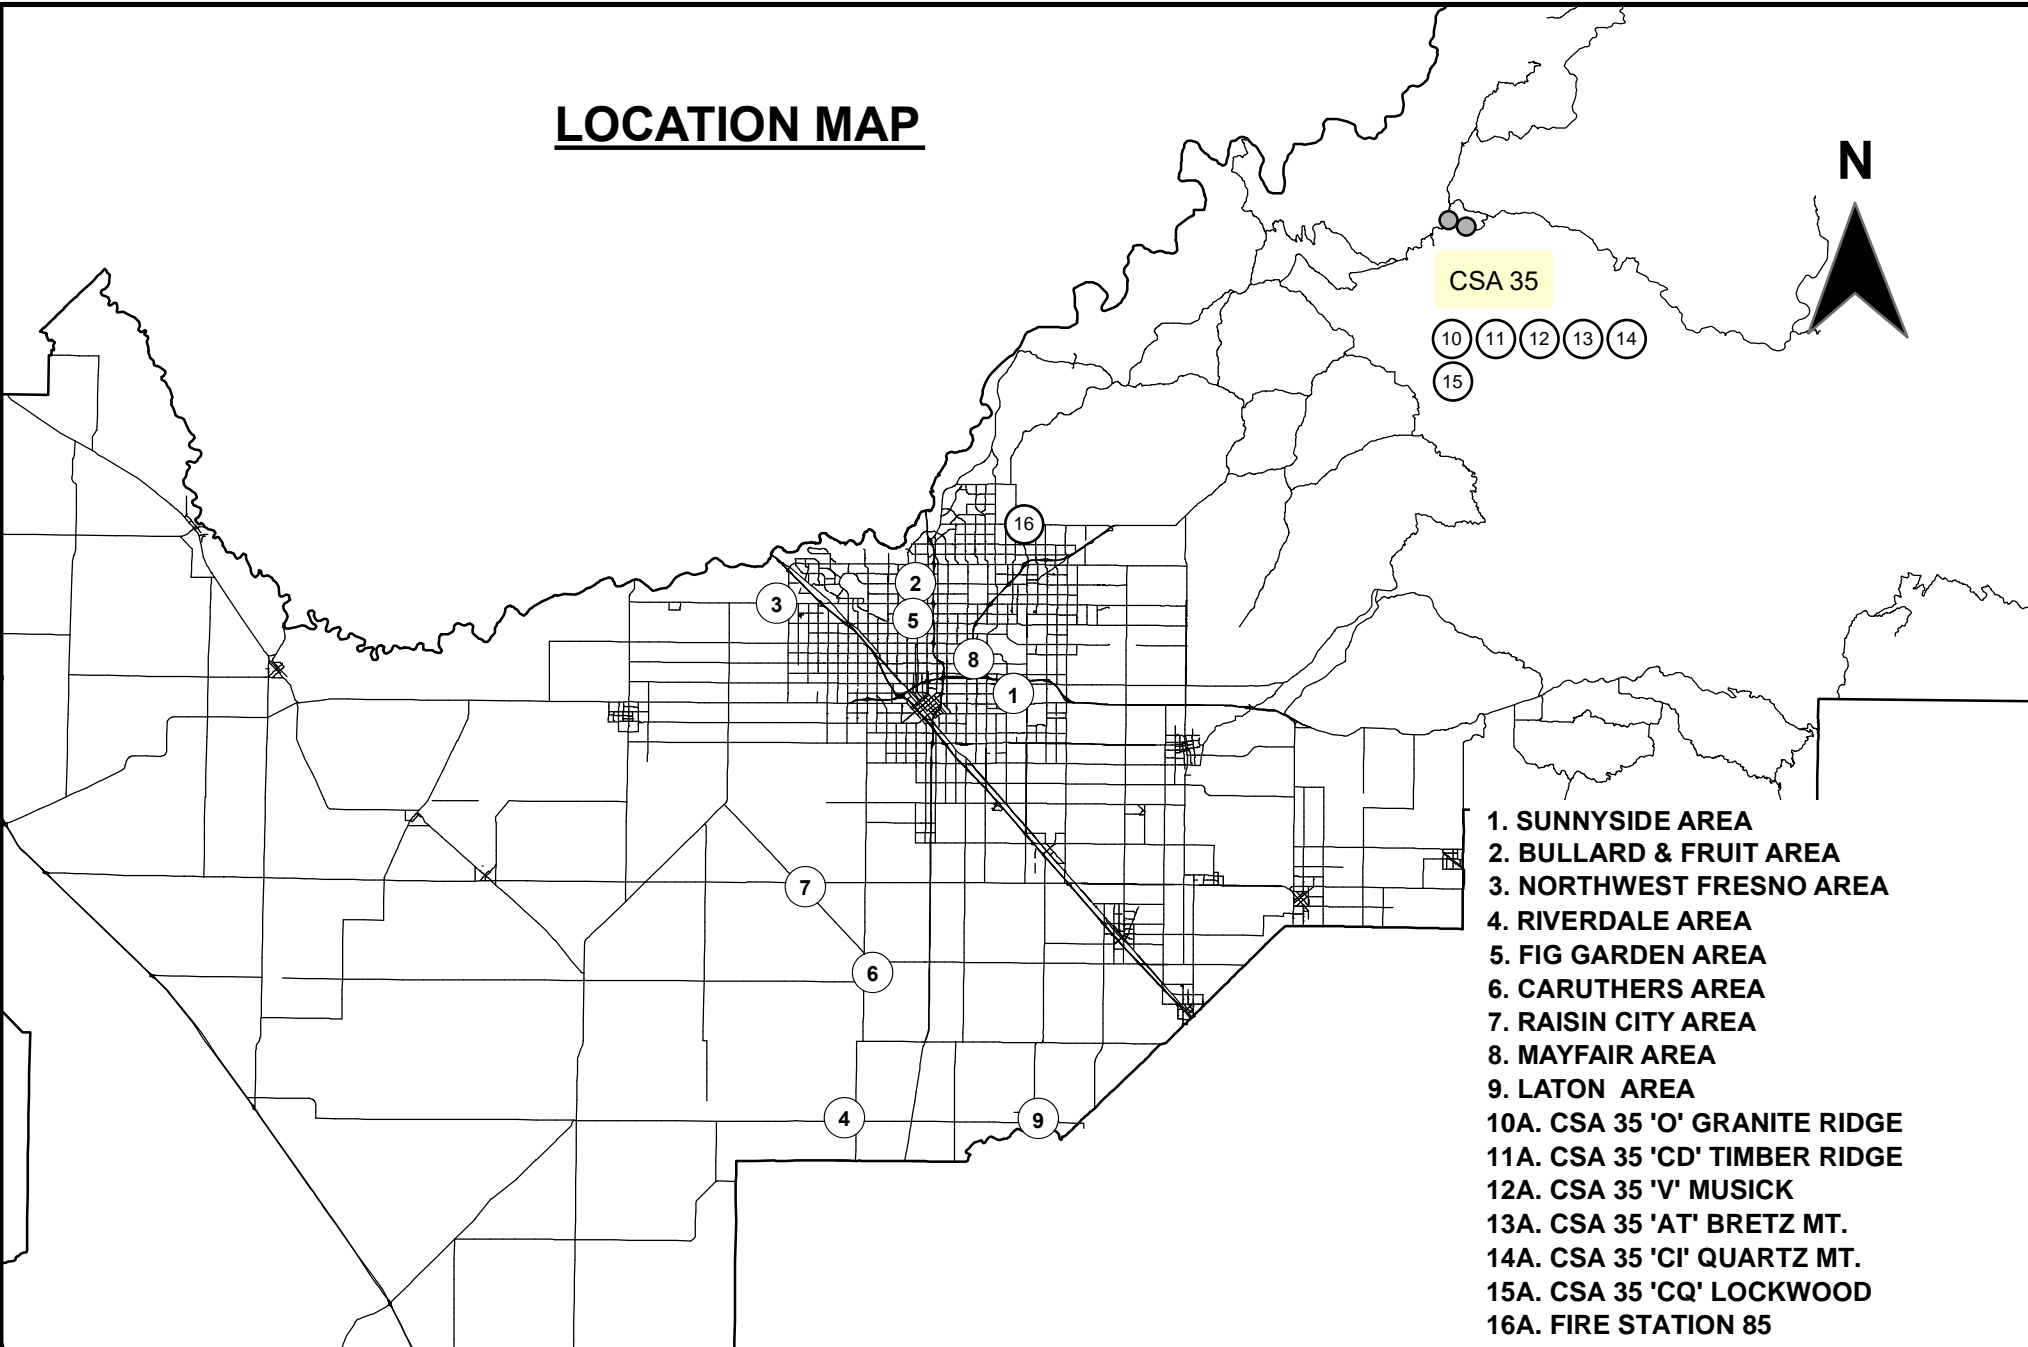 LOCATION MAP
N
CSA 35
10 11 12 13 14
15
16
2
3
5
8
1
7
6
4
9
1. SUNNYSIDE AREA
2. BULLARD & FRUIT AREA
3. NORTHWEST FRESNO AREA
4. RIVERDALE AREA
5. FIG GARDEN AREA
6. CARUTHERS AREA
7. RAISIN CITY AREA
8. MAYFAIR AREA
9. LATON AREA
10A. CSA 35 'O' GRANITE RIDGE
11A. CSA 35 'CD' TIMBER RIDGE
12A. CSA 35 'V' MUSICK
13A. CSA 35 'AT' BRETZ MT.
14A. CSA 35 'CI' QUARTZ MT.
15A. CSA 35 'CQ' LOCKWOOD
16A. FIRE STATION 85